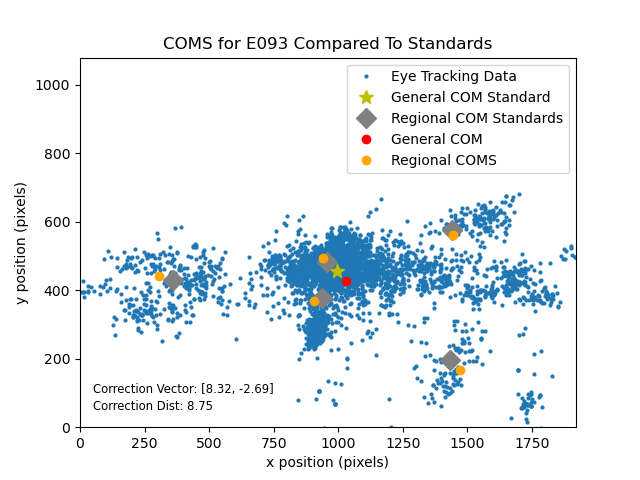 COMS for E093 Compared To Standards
Eye Tracking Data
General COM Standard
Regional COM Standards
General COM
Regional COMS
1000
800
600
400
200
0
y position (pixels)
Correction Vector: [8.32, -2.69]
Correction Dist: 8.75
0 250 500 750 1000 1250 1500 1750
x position (pixels)